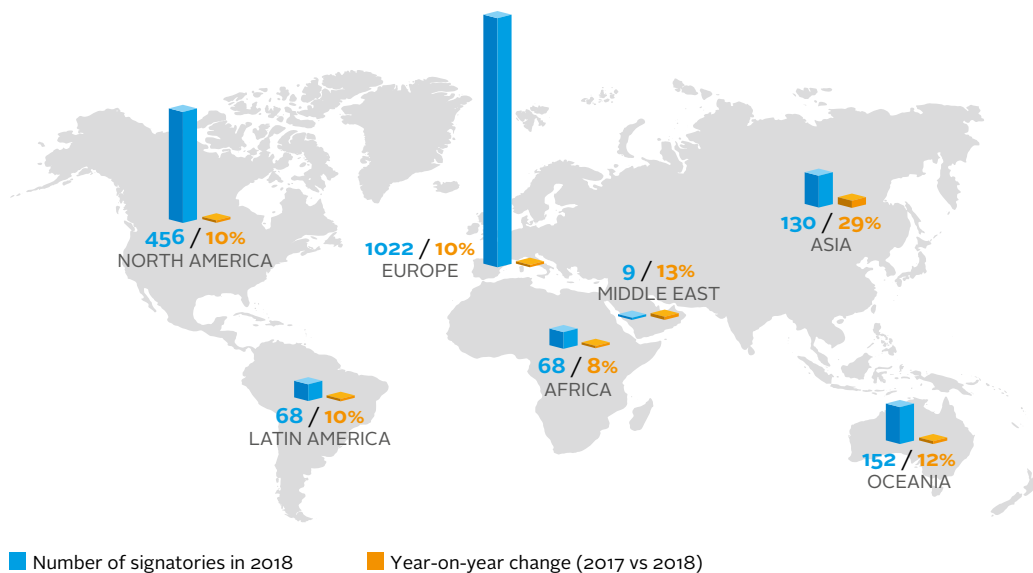 456 / 10%
NORTH AMERICA
1022 / 10%
EUROPE
130 / 29%
ASIA
9 / 13%
MIDDLE EAST
68 / 8%
AFRICA
68 / 10%
LATIN AMERICA
152 / 12%
OCEANIA
Number of signatories in 2018
Year-on-year change (2017 vs 2018)